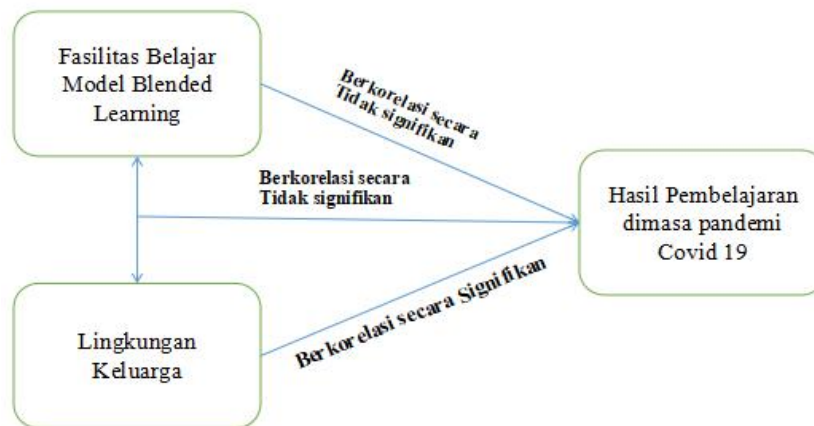 Fasilitas Belajar
Model Blended
Learning
Berkorelasi secara
Tidak signifikan
Berkorelasi secara
Tidak signifikan
Hasil Pembelajaran
dimasa pandemi
Covid 19
Berkorelasi secara Signifikan
Lingkungan
Keluarga